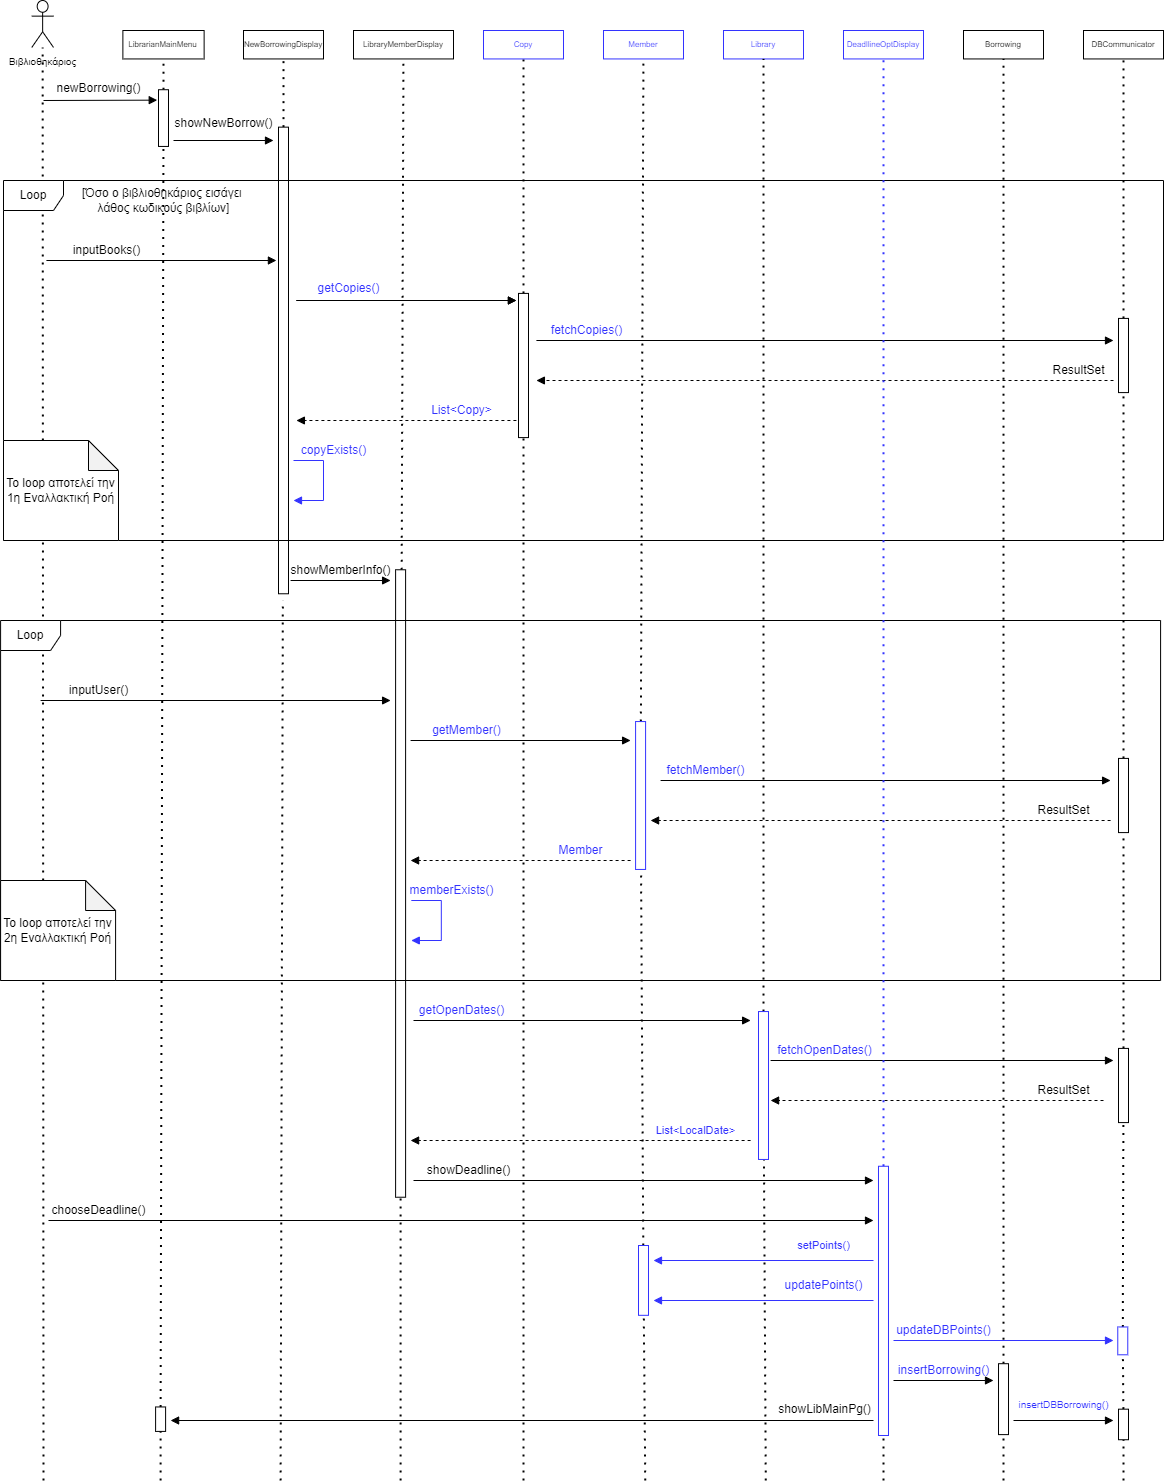 Βιβλιοθηκάριος
LibrarianMainMenu
NewBorrowingDisplay
LibraryMemberDisplay
Copy
Member
Library
DeadlineOptDisplay
Borrowing
DBCommunicator
newBorrowing()
showNewBorrow()
Loop
[Όσο ο βιβλιοθηκάριος εισάγει
λάθος κωδικούς βιβλίων]
inputBooks()
getCopies()
fetchCopies()
ResultSet
List<Copy>
copyExists()
Το loop αποτελεί την
1η Εναλλακτική Ροή
showMemberInfo()
Loop
inputUser()
getMember()
fetchMember()
ResultSet
Member
memberExists()
Το loop αποτελεί την
2η Εναλλακτική Ροή
getOpenDates()
fetchOpenDates()
ResultSet
List<LocalDate>
showDeadline()
chooseDeadline()
setPoints()
updatePoints()
updateDBPoints()
insertBorrowing()
showLibMainPg()
insertDBBorrowing()